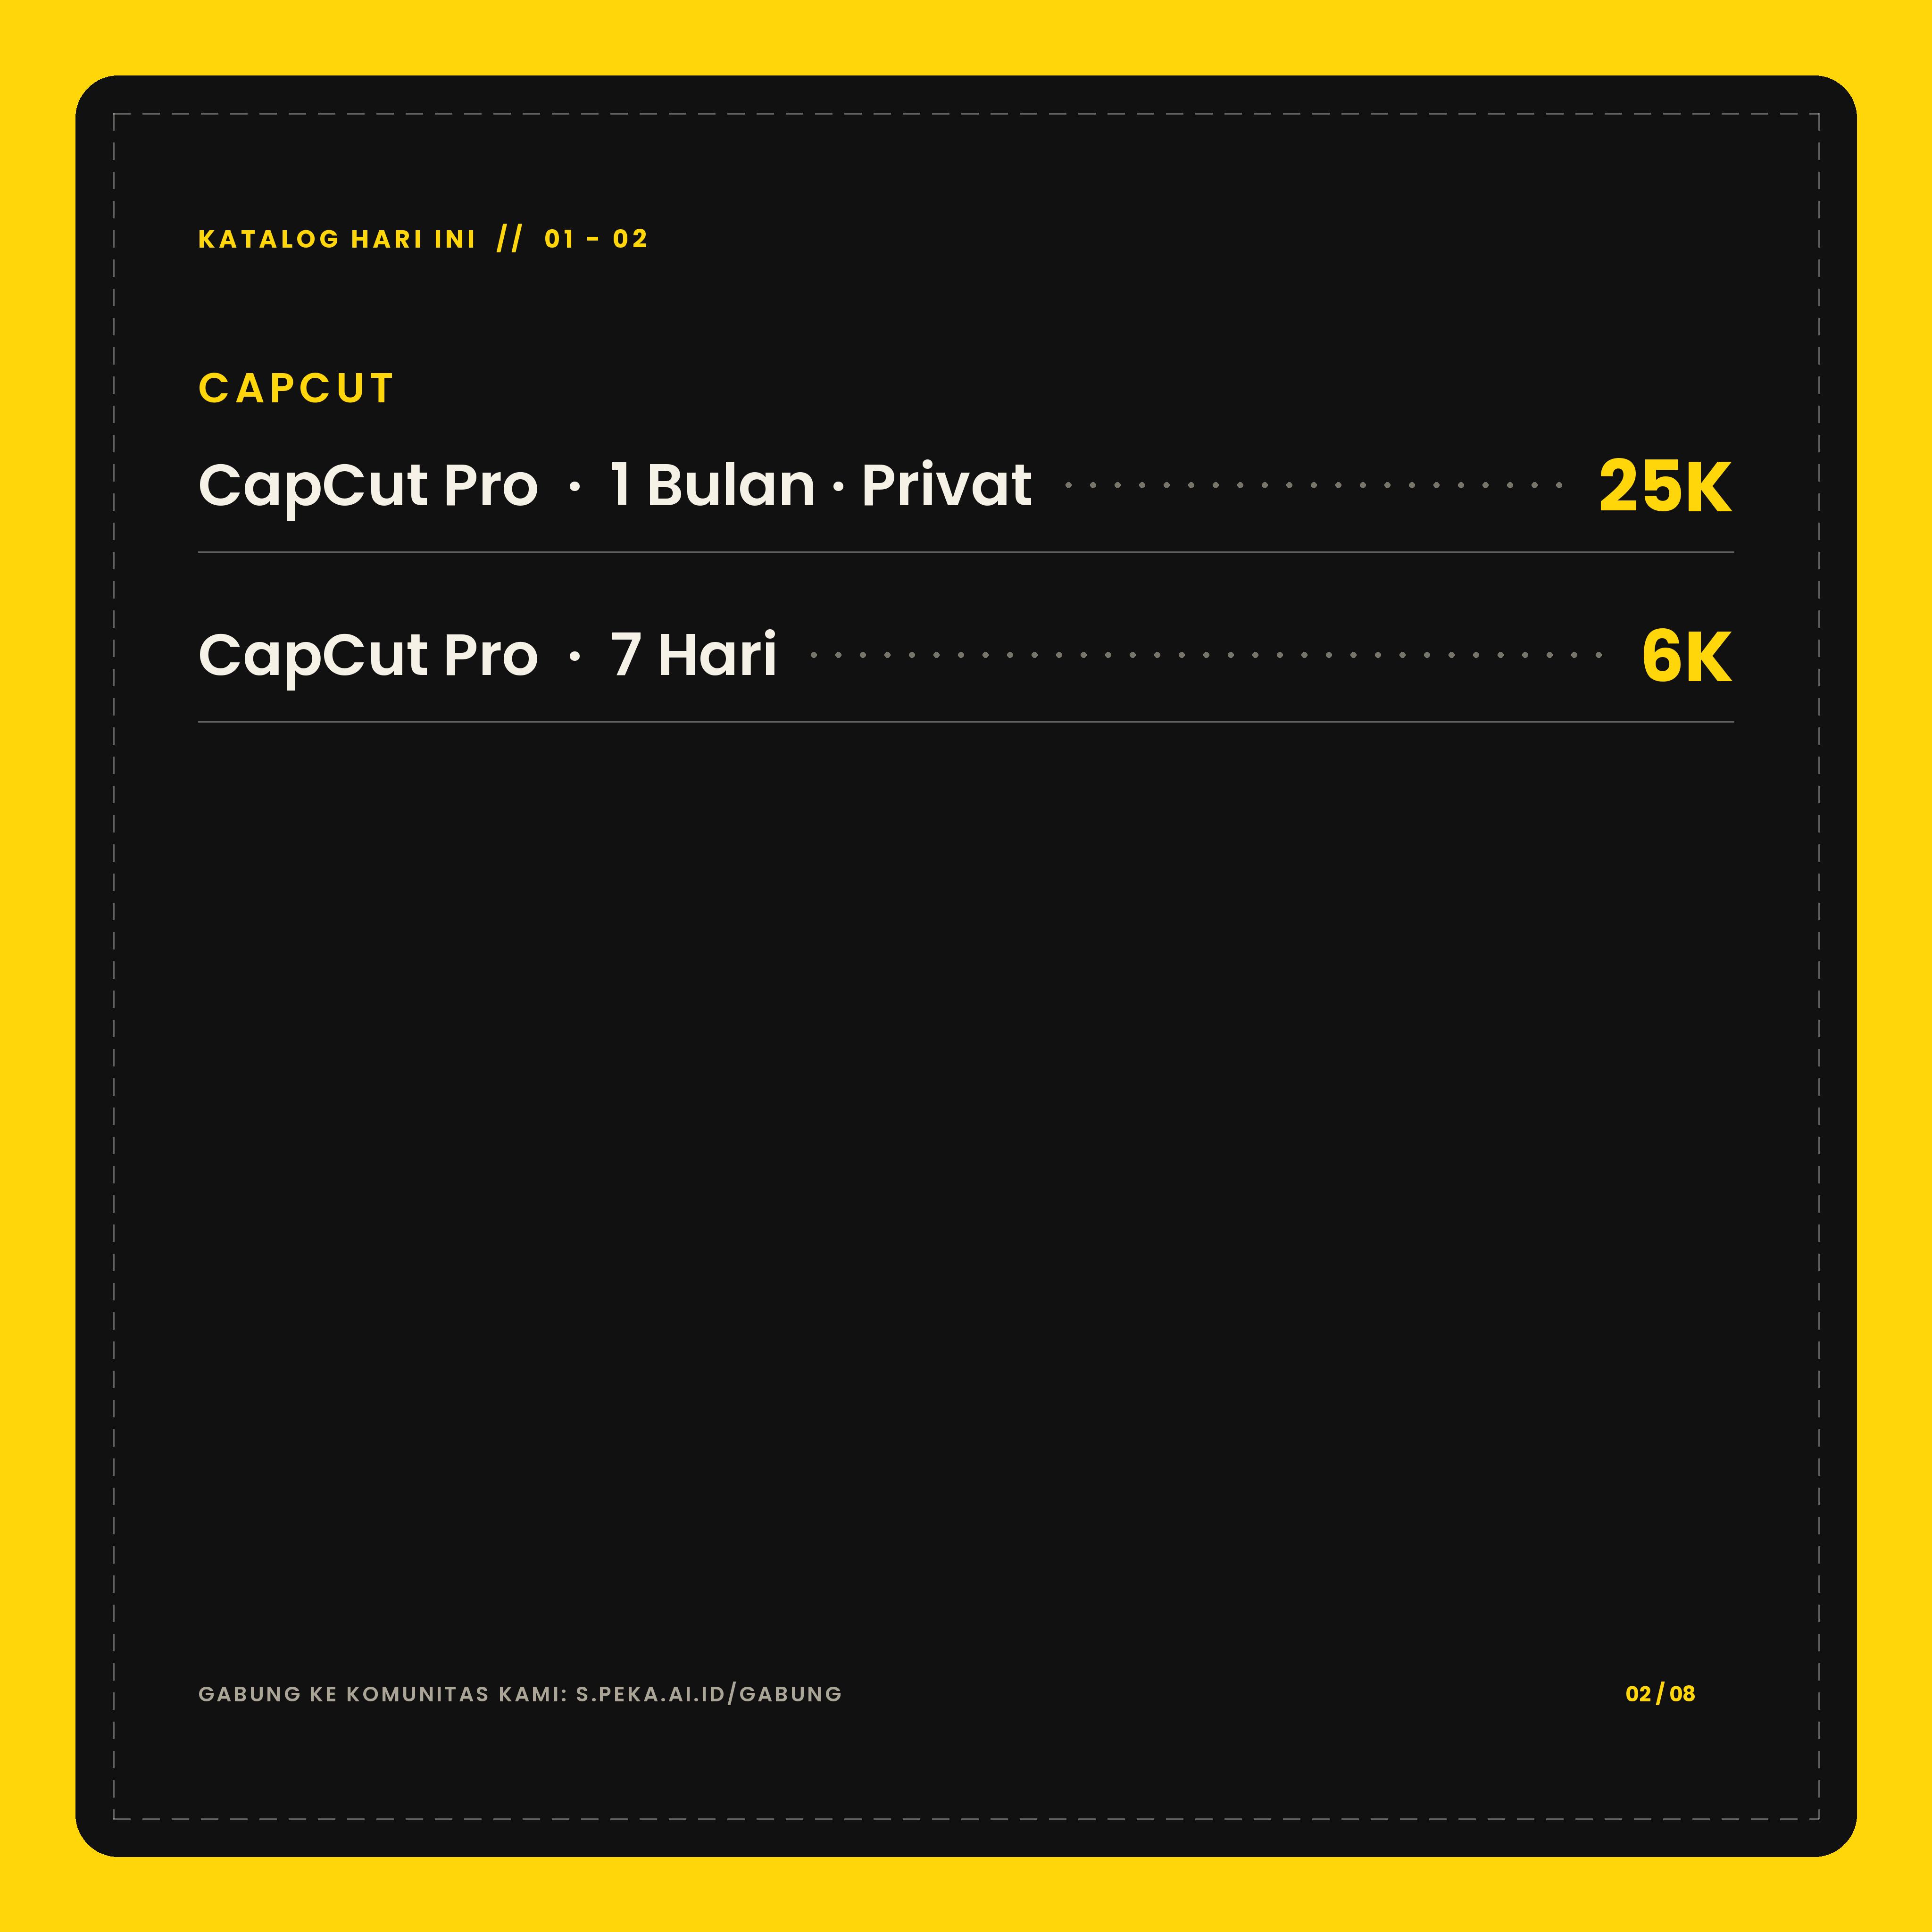 KATALOG HARI INI // 01 - 02
CAPCUT
CapCut Pro · 1 Bulan · Privat 25K
CapCut Pro · 7 Hari 6K
GABUNG KE KOMUNITAS KAMI: S.PEKA.AI.ID/GABUNG 02 / 08